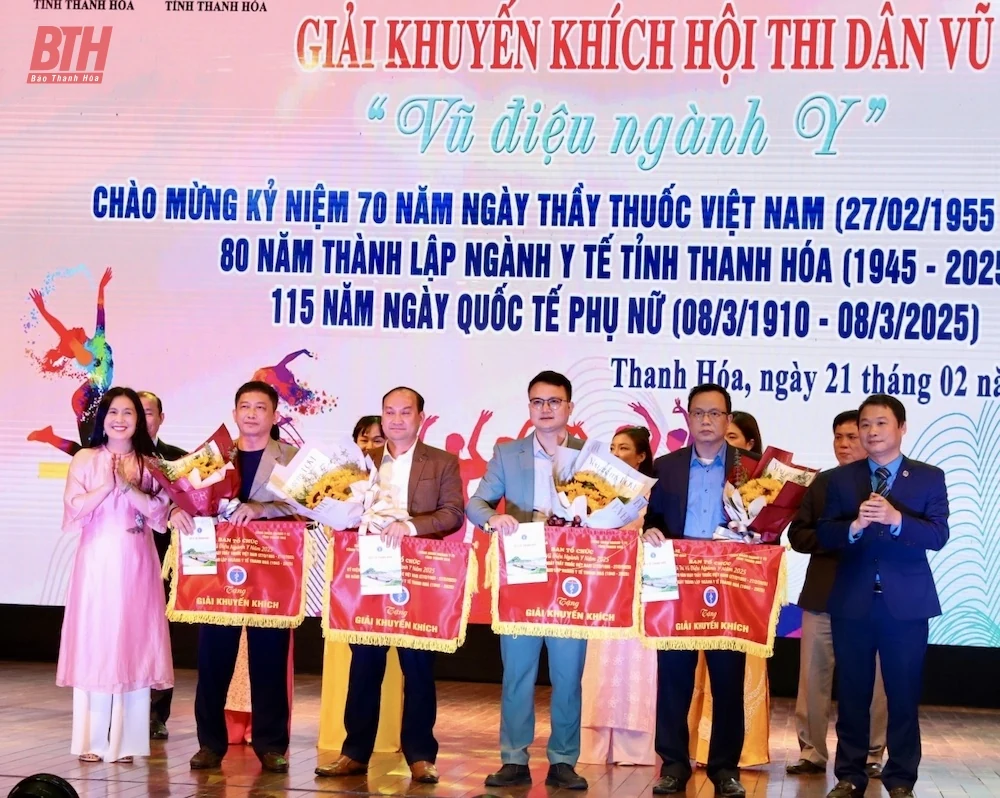 TỈNH THANH HÓA
TỈNH THANH HÓA
BTH
Báo Thanh Hóa
GIẢI KHUYẾN KHÍCH HỘI THI DÂN VŨ
“Vũ điệu ngành Y”
CHÀO MỪNG KỶ NIỆM 70 NĂM NGÀY THẦY THUỐC VIỆT NAM (27/02/1955
80 NĂM THÀNH LẬP NGÀNH Y TẾ TỈNH THANH HÓA (1945 - 2025
115 NĂM NGÀY QUỐC TẾ PHỤ NỮ (08/3/1910 - 08/3/2025)
Thanh Hóa, ngày 21 tháng 02
BAN TỔ CHỨC
Tặng
GIẢI KHUYẾN KHÍCH
Tặng
GIẢI KHUYẾN KHÍCH
BAN TỔ CHỨC
Tặng
GIẢI KHUYẾN KHÍCH
BAN TỔ CHỨC
Tặng
GIẢI KHUYẾN KHÍCH